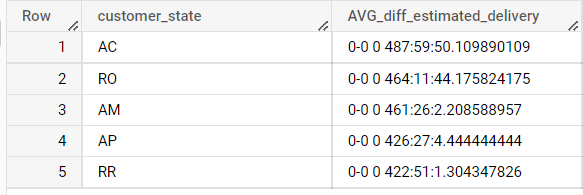 Row customer_state AVG_diff_estimated_delivery
1 AC 0-0 0 487:59:50.109890109
2 RO 0-0 0 464:11:44.175824175
3 AM 0-0 0 461:26:2.208588957
4 AP 0-0 0 426:27:4.444444444
5 RR 0-0 0 422:51:1.304347826